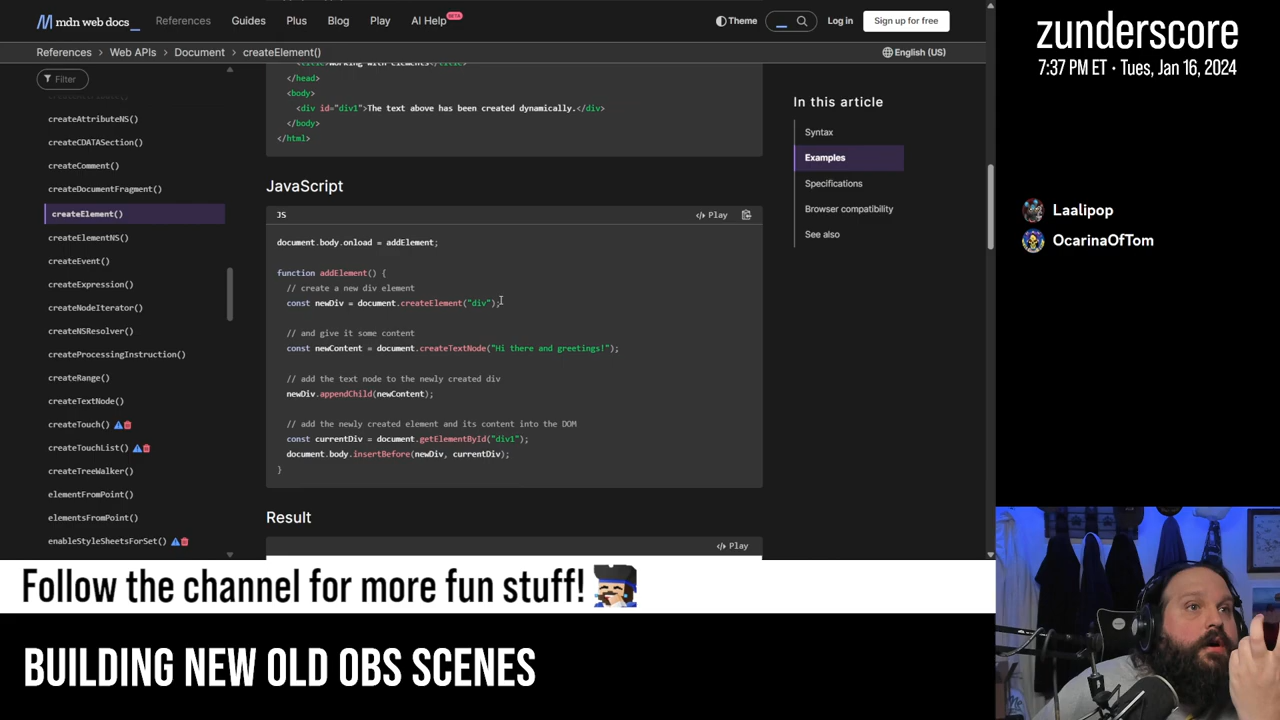 mdn web docs_
References
Guides
Plus
Blog
Play
AI Help BETA
Theme
Log in
Sign up for free
References
Web APIs
Document
createElement()
English (US)
Filter
createAttributeNS()
createCDATASection()
createComment()
createDocumentFragment()
createElement()
createElementNS()
createEvent()
createExpression()
createNodeIterator()
createNSResolver()
createProcessingInstruction()
createRange()
createTextNode()
createTouch()
createTouchList()
createTreeWalker()
elementFromPoint()
elementsFromPoint()
enableStyleSheetsForSet()
<title>Working with elements</title>
</head>
<body>
<div id="div1">The text above has been created dynamically.</div>
</body>
</html>
JavaScript
JS
Play
document.body.onload = addElement;
function addElement() {
// create a new div element
const newDiv = document.createElement("div");
// and give it some content
const newContent = document.createTextNode("Hi there and greetings!");
// add the text node to the newly created div
newDiv.appendChild(newContent);
// add the newly created element and its content into the DOM
const currentDiv = document.getElementById("div1");
document.body.insertBefore(newDiv, currentDiv);
}
Result
Play
In this article
Syntax
Examples
Specifications
Browser compatibility
See also
zunderscore
7:37 PM ET • Tues, Jan 16, 2024
Laalipop
OcarinaOfTom
Follow the channel for more fun stuff!
BUILDING NEW OLD OBS SCENES